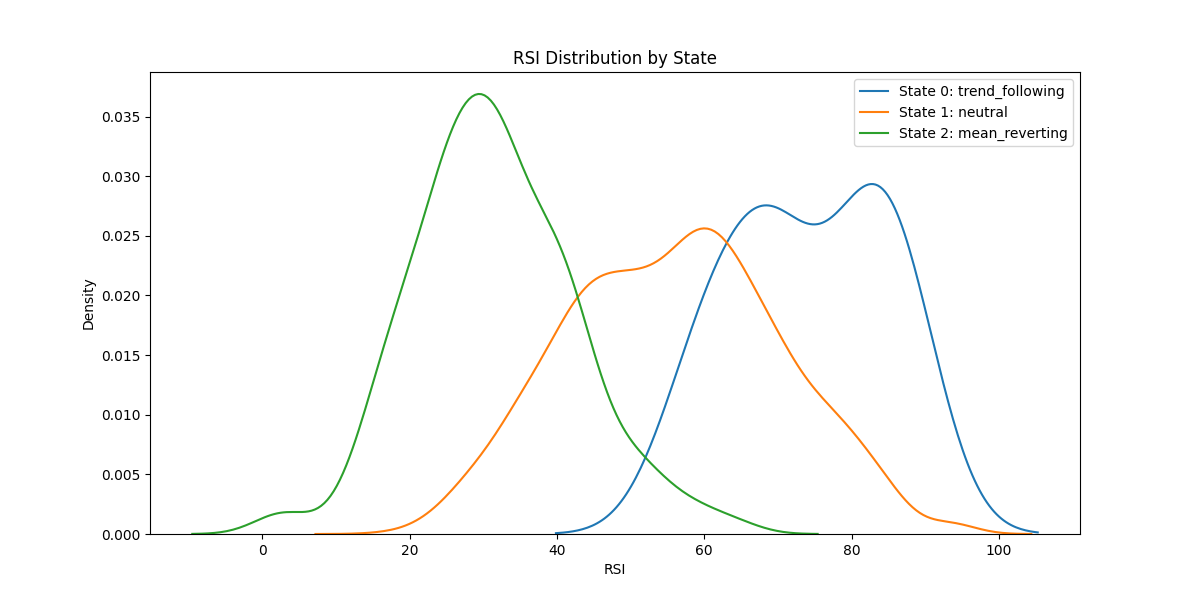 RSI Distribution by State
State 0: trend_following
State 1: neutral
State 2: mean_reverting
Density
0.035
0.030
0.025
0.020
0.015
0.010
0.005
0.000
0
20
40
60
80
100
RSI